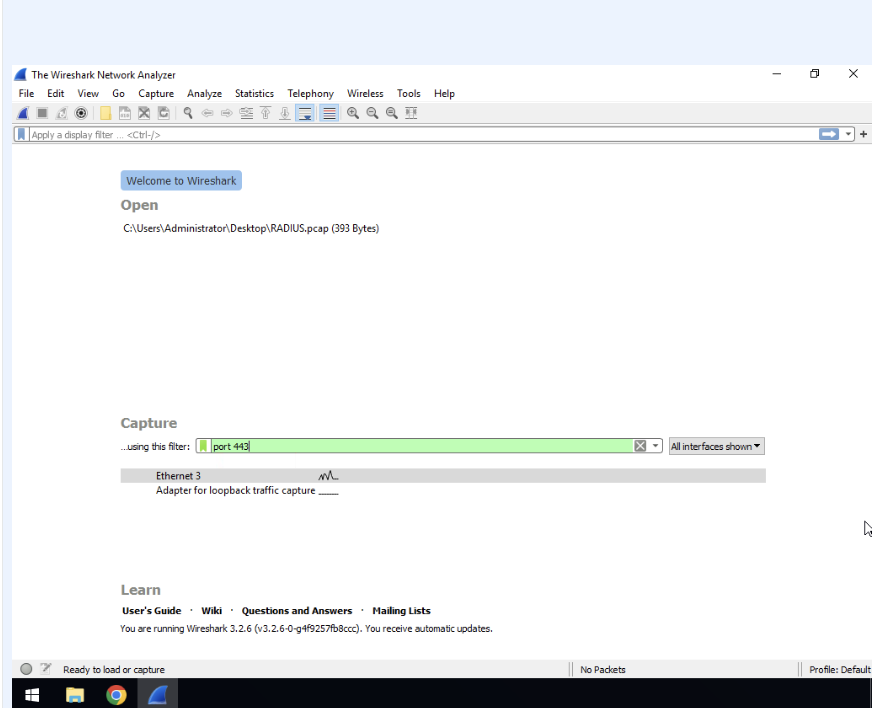 The Wireshark Network Analyzer
File Edit View Go Capture Analyze Statistics Telephony Wireless Tools Help
Apply a display filter ... <Ctrl-/>
Welcome to Wireshark
Open
C:\Users\Administrator\Desktop\RADIUS.pcap (393 Bytes)
Capture
...using this filter: port 443 All interfaces shown
Ethernet 3
Adapter for loopback traffic capture
Learn
User's Guide · Wiki · Questions and Answers · Mailing Lists
You are running Wireshark 3.2.6 (v3.2.6-0-g4f9257fb8ccc). You receive automatic updates.
Ready to load or capture No Packets Profile: Default